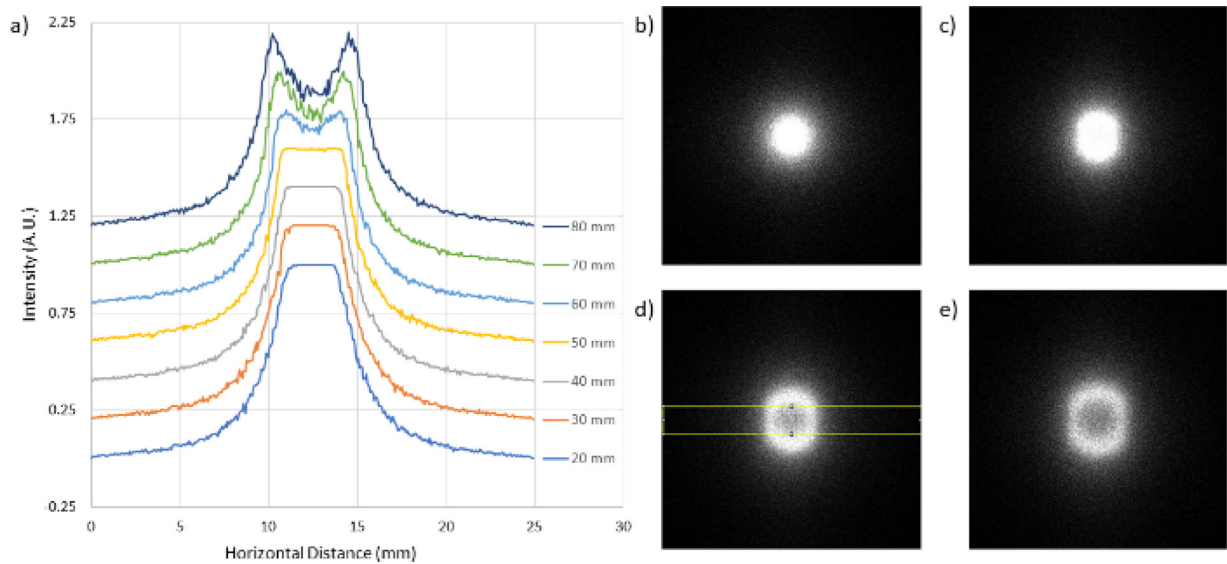 a)
2.25
1.75
1.25
0.75
0.25
-0.25
Intensity (A.U.)
0
5
10
15
20
25
30
Horizontal Distance (mm)
80 mm
70 mm
60 mm
50 mm
40 mm
30 mm
20 mm
b)
c)
d)
e)